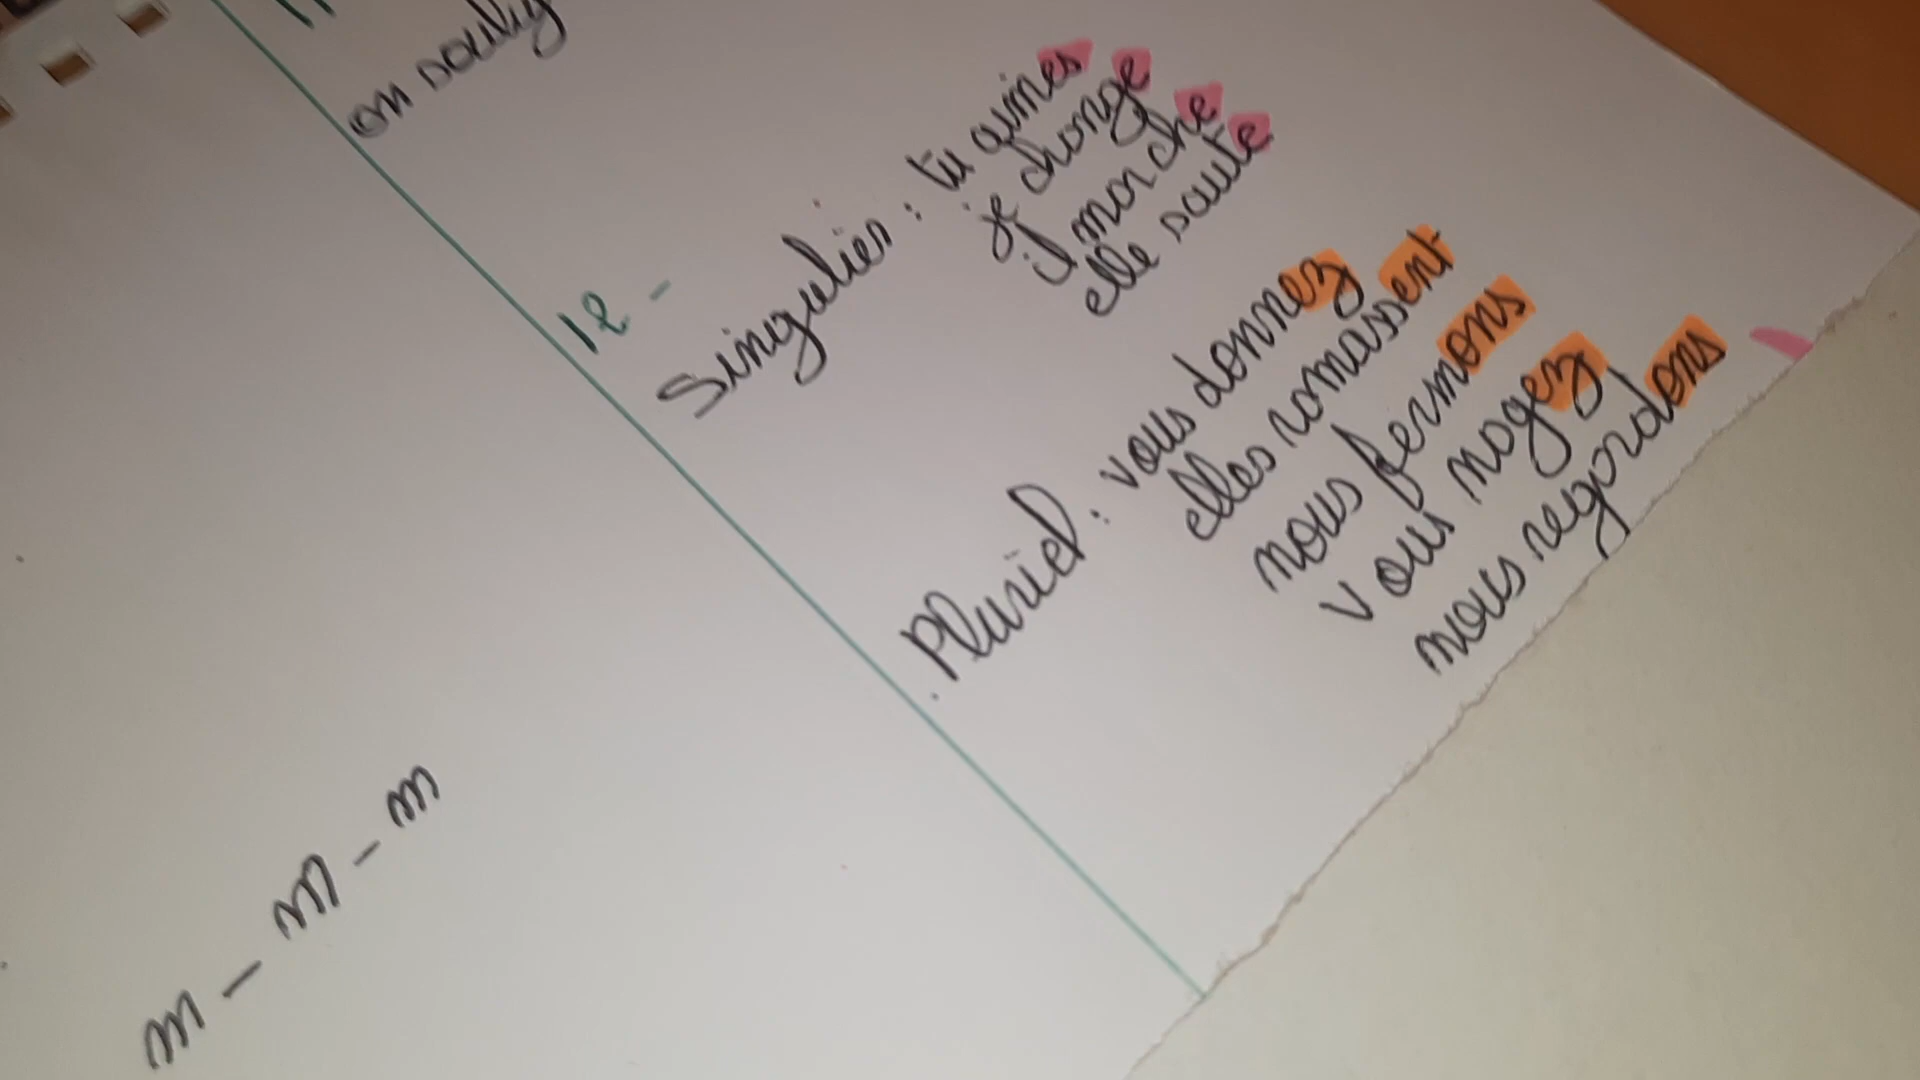 on soulig
12 -
Singulier : tu aimes
je change
il marche
elle saute
Pluriel : vous donnez
elles ramassent
nous fermons
vous nagez
nous regardons
m - m - m